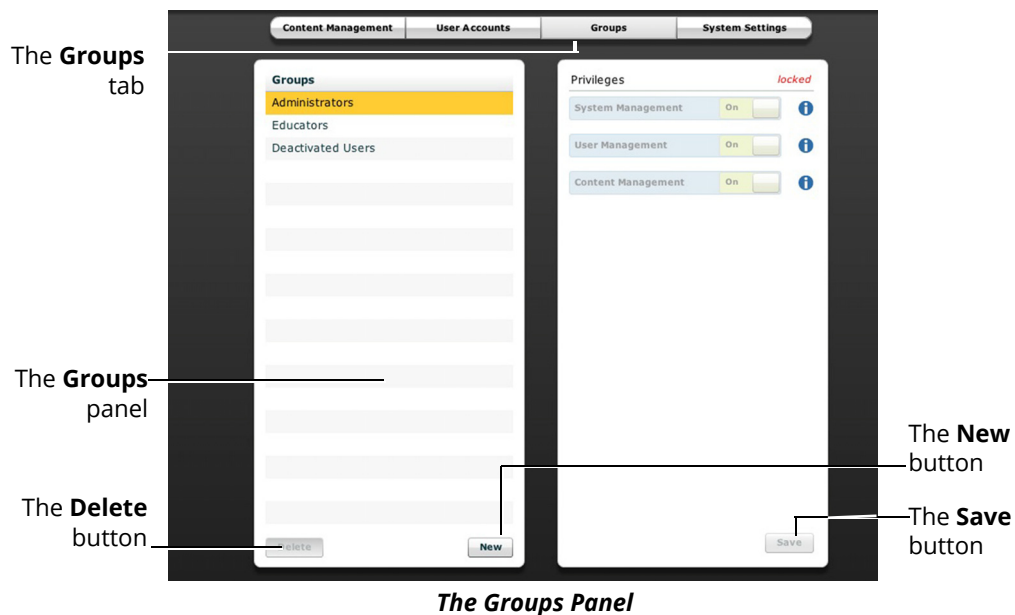 Content Management
User Accounts
Groups
System Settings
The Groups
tab
Groups
Administrators
Educators
Deactivated Users
Privileges
locked
System Management
On
User Management
On
Content Management
On
The Groups
panel
The New
button
The Delete
button
Delete
New
The Save
button
Save
The Groups Panel